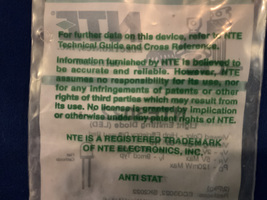 For further data on this device, refer to NTE
Technical Guide and Cross Reference.
Information furnished by NTE is believed to
be accurate and reliable. However, NTE
assumes no responsibility for its use, nor
for any infringements of patents or other
rights of third parties which may result from
its use. No license is granted by implication
or otherwise under any patent rights of NTE.
NTE IS A REGISTERED TRADEMARK
OF NTE ELECTRONICS, INC.
ANTI STAT